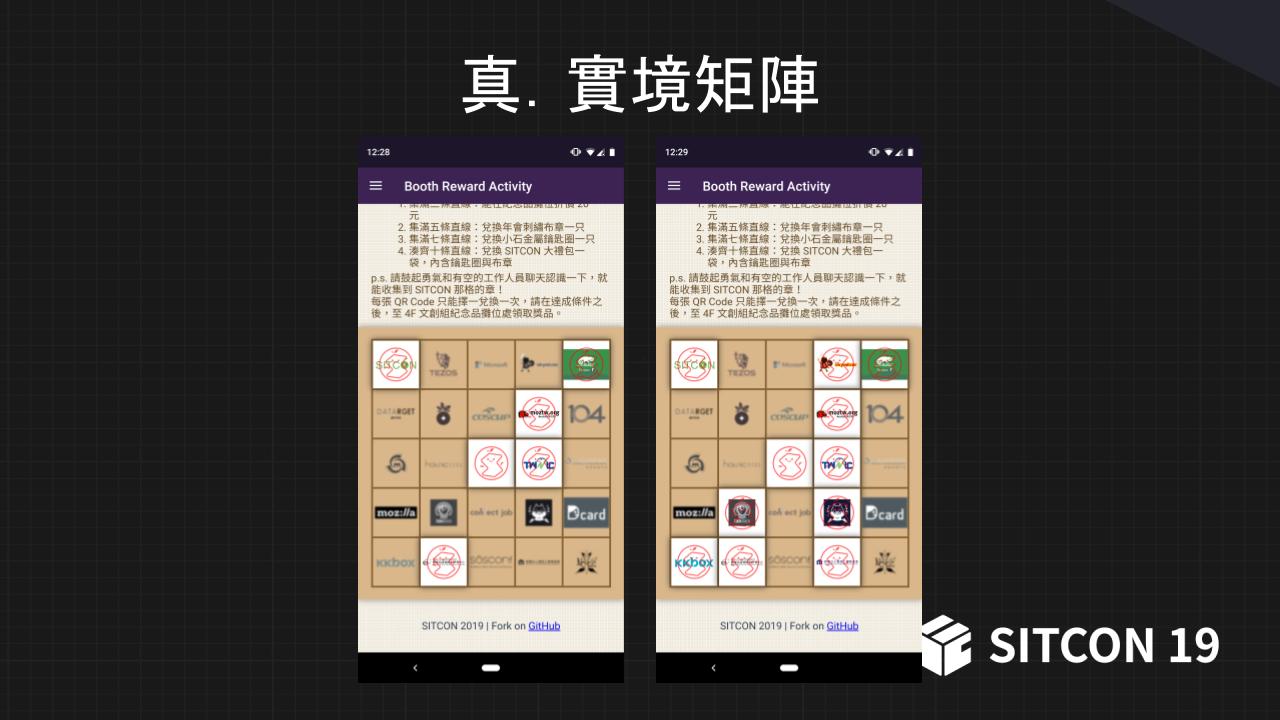 真. 實境矩陣
12:28
Booth Reward Activity
元
2. 集滿五條直線：兌換年會刺繡布章一只
3. 集滿七條直線：兌換小石金屬鑰匙圈一只
4. 湊齊十條直線：兌換 SITCON 大禮包一
袋，內含鑰匙圈與布章
p.s. 請鼓起勇氣和有空的工作人員聊天認識一下，就
能收集到 SITCON 那格的章！
每張 QR Code 只能擇一兌換一次，請在達成條件之
後，至 4F 文創組紀念品攤位處領取獎品。
SITCON
TEZOS
Microsoft
DATARGET
COSCUP
moztw.org
104
TWNIC
moz://a
Dcard
KKBOX
SITCON 2019 | Fork on GitHub
12:29
Booth Reward Activity
元
2. 集滿五條直線：兌換年會刺繡布章一只
3. 集滿七條直線：兌換小石金屬鑰匙圈一只
4. 湊齊十條直線：兌換 SITCON 大禮包一
袋，內含鑰匙圈與布章
p.s. 請鼓起勇氣和有空的工作人員聊天認識一下，就
能收集到 SITCON 那格的章！
每張 QR Code 只能擇一兌換一次，請在達成條件之
後，至 4F 文創組紀念品攤位處領取獎品。
SITCON
TEZOS
Microsoft
DATARGET
COSCUP
moztw.org
104
TWNIC
moz://a
Dcard
KKBOX
SITCON 2019 | Fork on GitHub
SITCON 19